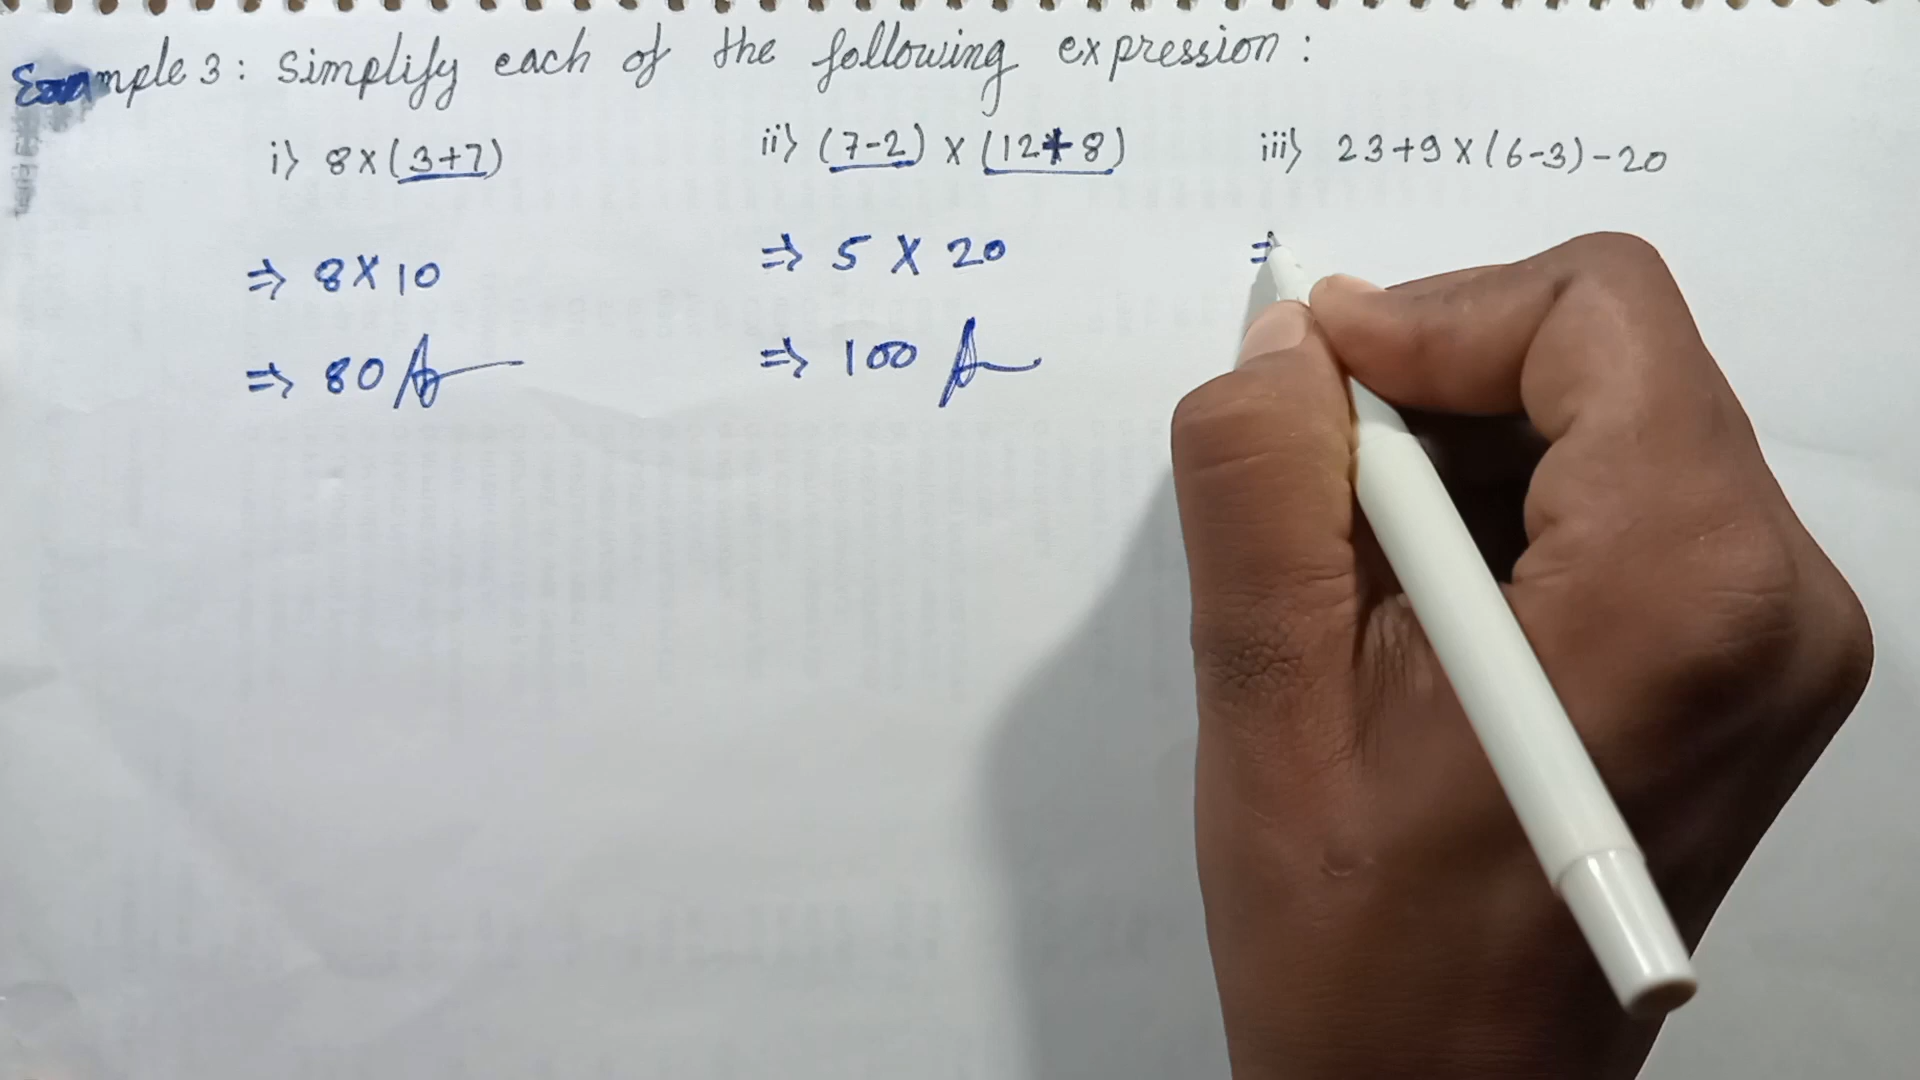 Example 3: Simplify each of the following expression:
i) 8×(3+7)
⇒ 8×10
⇒ 80
ii) (7-2) × (12+8)
⇒ 5 × 20
⇒ 100
iii) 23+9×(6-3)-20
⇒